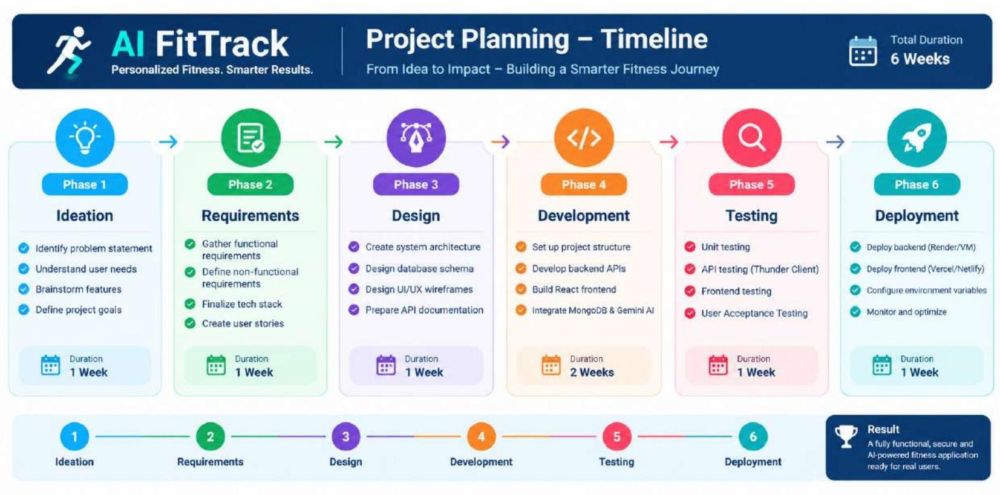 AI FitTrack
Personalized Fitness. Smarter Results.
Project Planning – Timeline
From Idea to Impact – Building a Smarter Fitness Journey
Total Duration
6 Weeks
Phase 1
Ideation
Identify problem statement
Understand user needs
Brainstorm features
Define project goals
Duration
1 Week
Phase 2
Requirements
Gather functional
requirements
Define non-functional
requirements
Finalize tech stack
Create user stories
Duration
1 Week
Phase 3
Design
Create system architecture
Design database schema
Design UI/UX wireframes
Prepare API documentation
Duration
1 Week
Phase 4
Development
</>
Set up project structure
Develop backend APIs
Build React frontend
Integrate MongoDB & Gemini AI
Duration
2 Weeks
Phase 5
Testing
Unit testing
API testing (Thunder Client)
Frontend testing
User Acceptance Testing
Duration
1 Week
Phase 6
Deployment
Deploy backend (Render/VM)
Deploy frontend (Vercel/Netlify)
Configure environment variables
Monitor and optimize
Duration
1 Week
1
Ideation
2
Requirements
3
Design
4
Development
5
Testing
6
Deployment
Result
A fully functional, secure and
AI-powered fitness application
ready for real users.